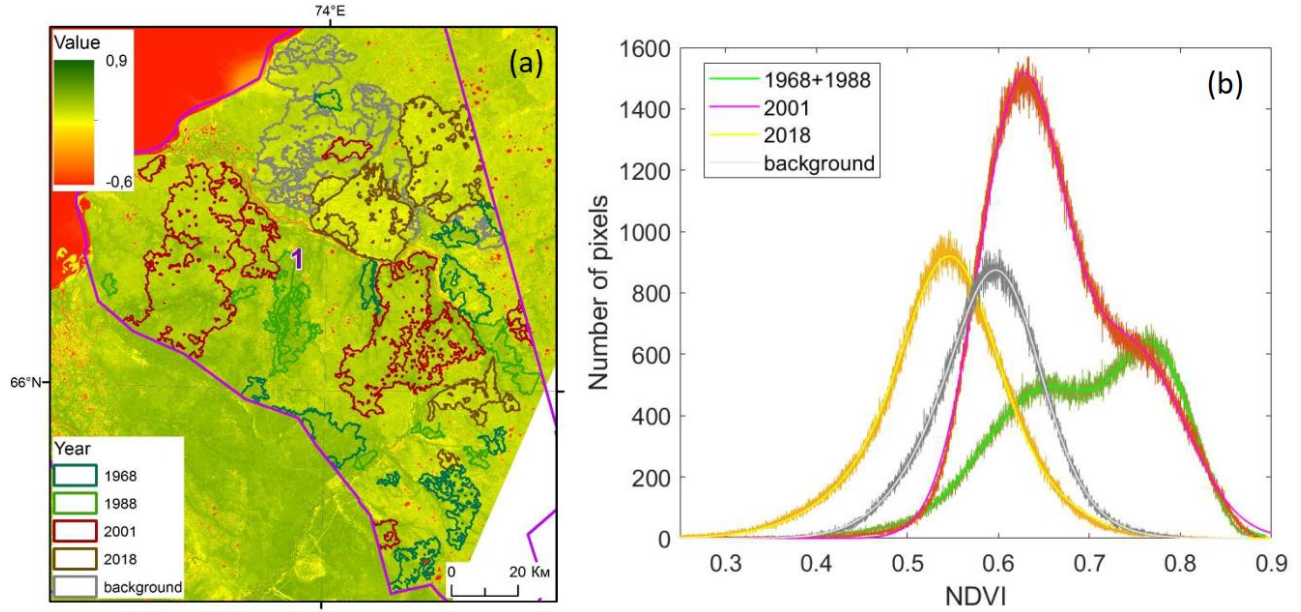 74°E
Value
0,9
-0,6
(a)
1
66°N
Year
1968
1988
2001
2018
background
0
20 Км
(b)
1968+1988
2001
2018
background
Number of pixels
1600
1400
1200
1000
800
600
400
200
0
0.3 0.4 0.5 0.6 0.7 0.8 0.9
NDVI